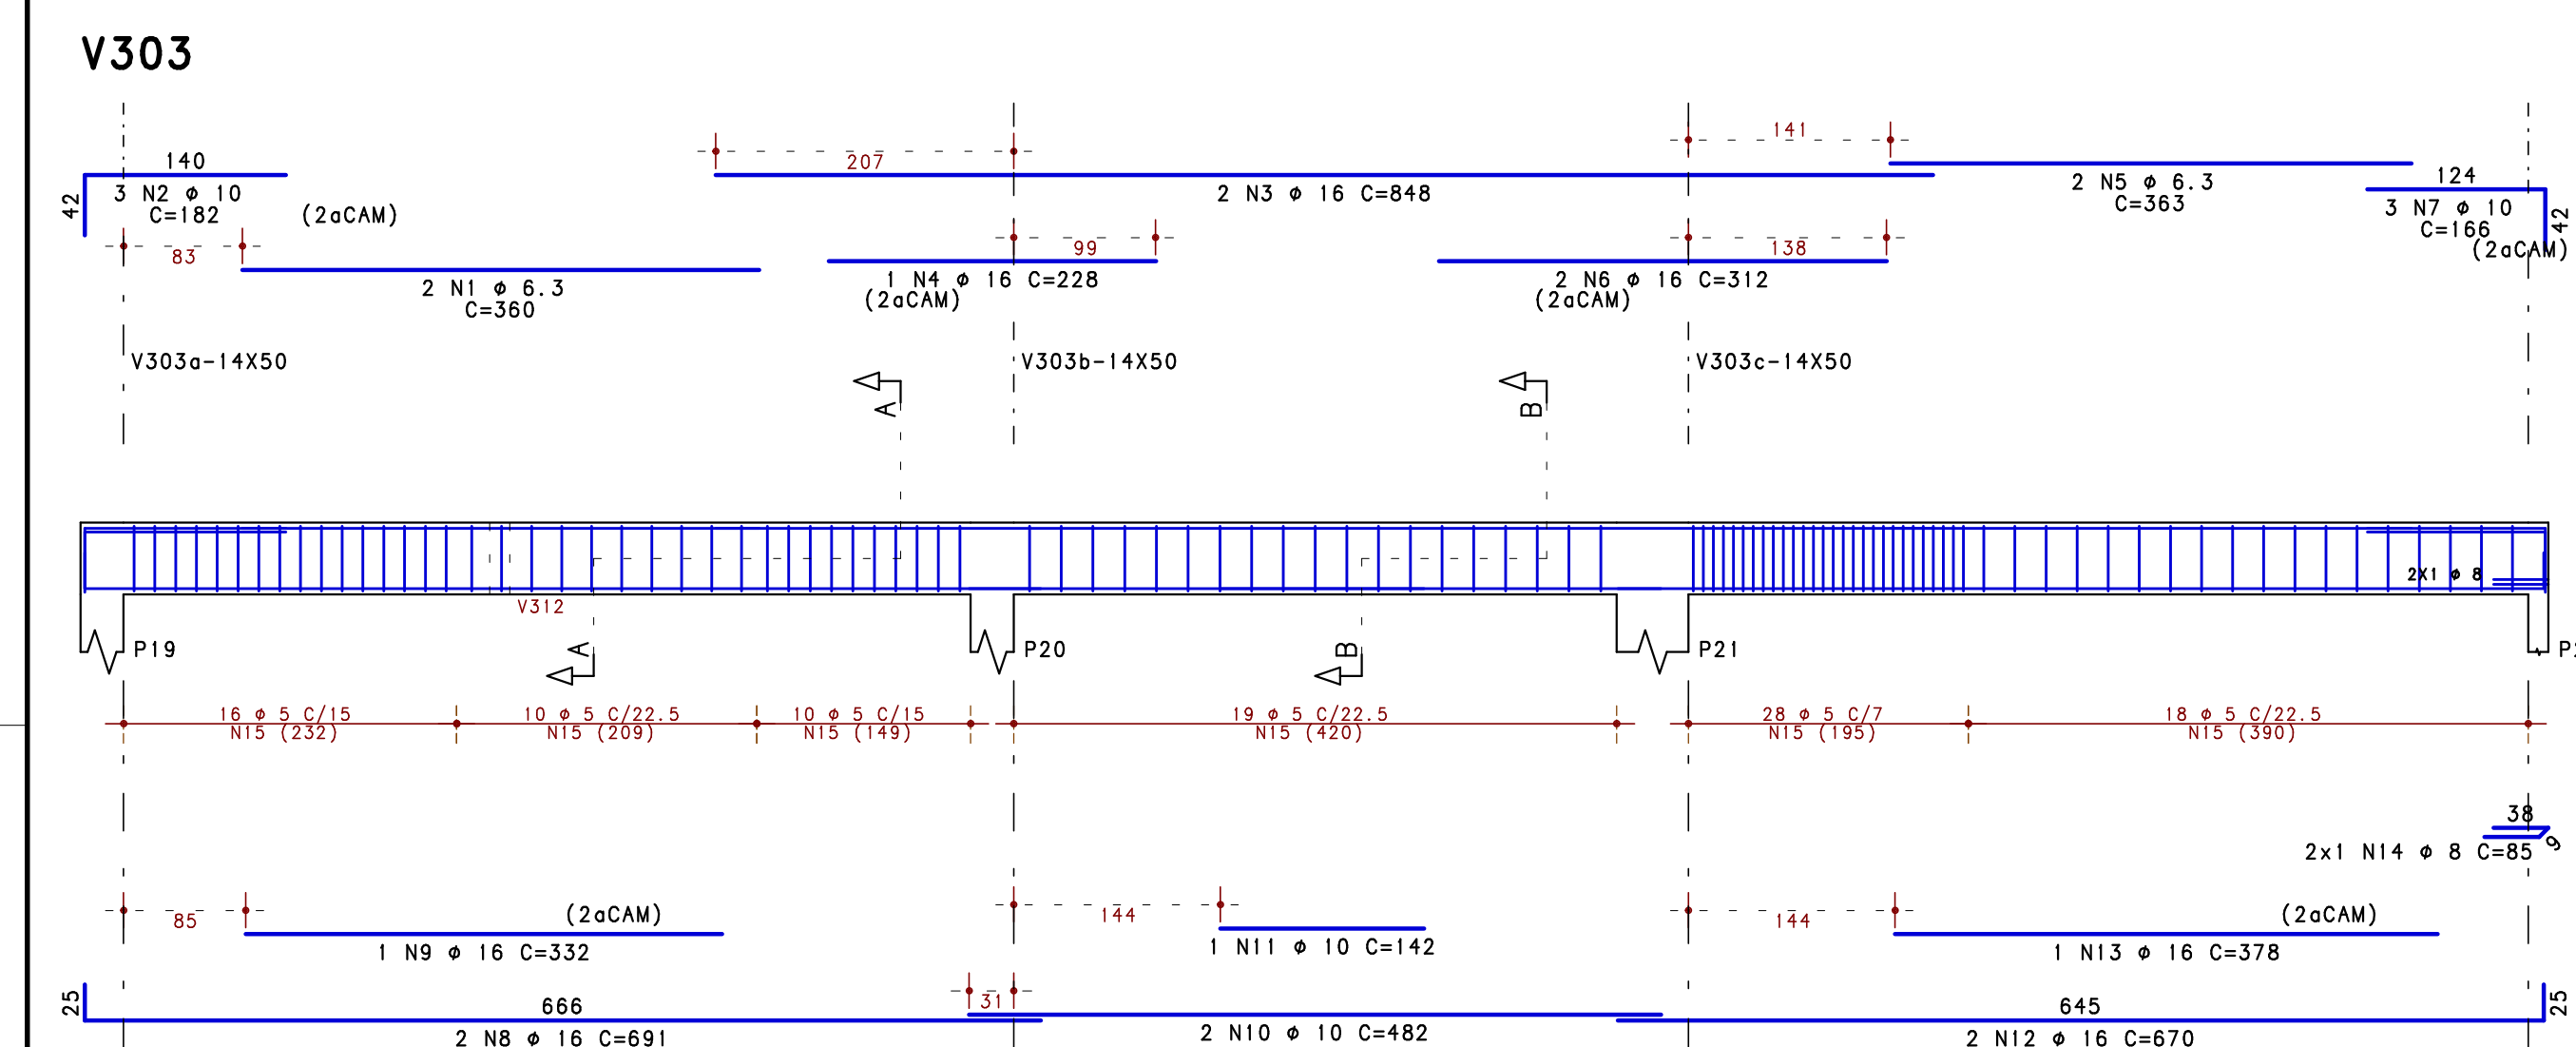 V303
141
207
140
124
42
3 N2 ø 10
C=182
(2aCAM)
2 N3 ø 16 C=848
2 N5 ø 6.3
C=363
3 N7 ø 10
C=166
(2aCAM)
42
83
99
138
2 N1 ø 6.3
C=360
1 N4 ø 16 C=228
(2aCAM)
2 N6 ø 16 C=312
(2aCAM)
V303a-14X50
V303b-14X50
V303c-14X50
A
B
2X1 ø 8
V312
P19
A
P20
B
P21
16 ø 5 C/15
N15 (232)
10 ø 5 C/22.5
N15 (209)
10 ø 5 C/15
N15 (149)
19 ø 5 C/22.5
N15 (420)
28 ø 5 C/7
N15 (195)
18 ø 5 C/22.5
N15 (390)
38
9
2x1 N14 ø 8 C=85
85
(2aCAM)
144
144
(2aCAM)
1 N9 ø 16 C=332
1 N11 ø 10 C=142
1 N13 ø 16 C=378
25
666
31
645
25
2 N8 ø 16 C=691
2 N10 ø 10 C=482
2 N12 ø 16 C=670